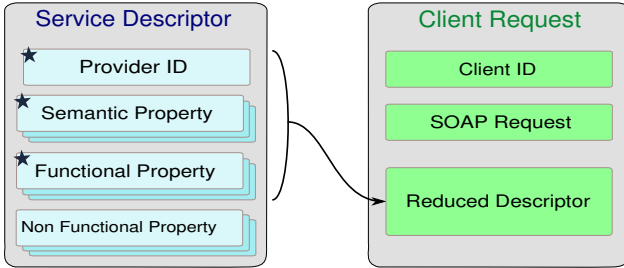 Service Descriptor
Provider ID
Semantic Property
Functional Property
Non Functional Property
Client Request
Client ID
SOAP Request
Reduced Descriptor